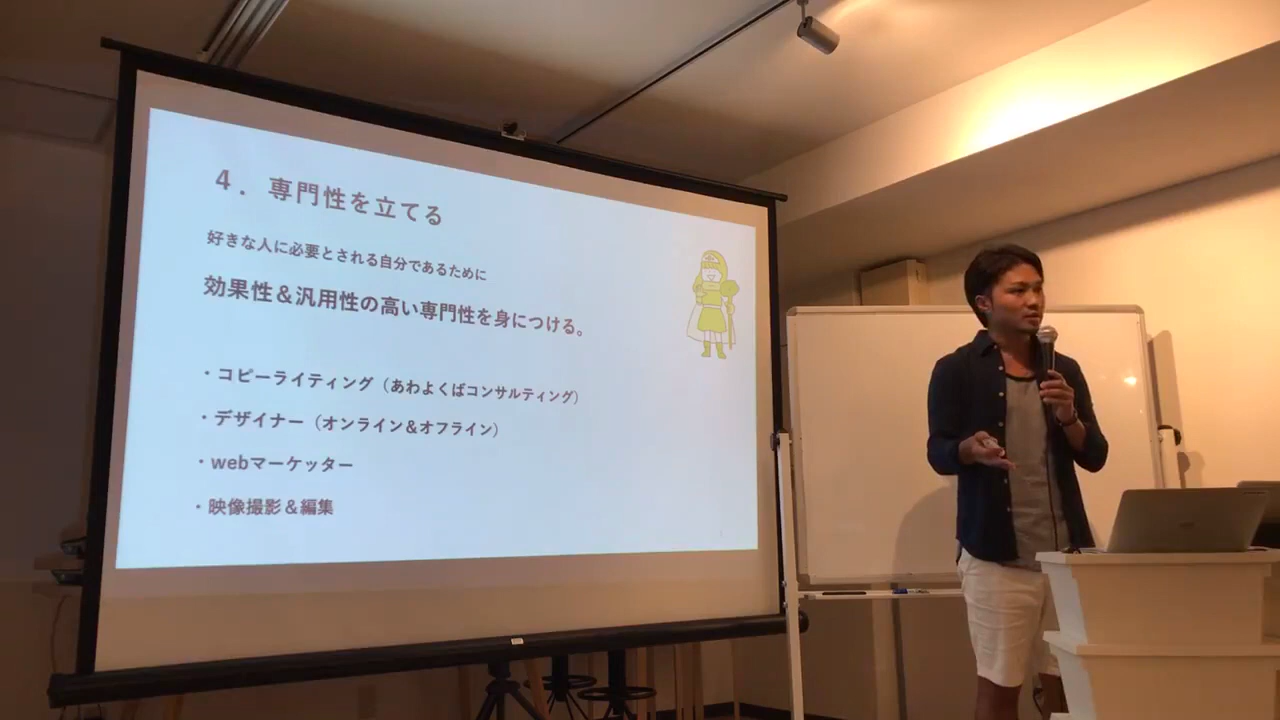 4．専門性を立てる
好きな人に必要とされる自分であるために
効果性＆汎用性の高い専門性を身につける。
・コピーライティング（あわよくばコンサルティング）
・デザイナー（オンライン＆オフライン）
・webマーケッター
・映像撮影＆編集